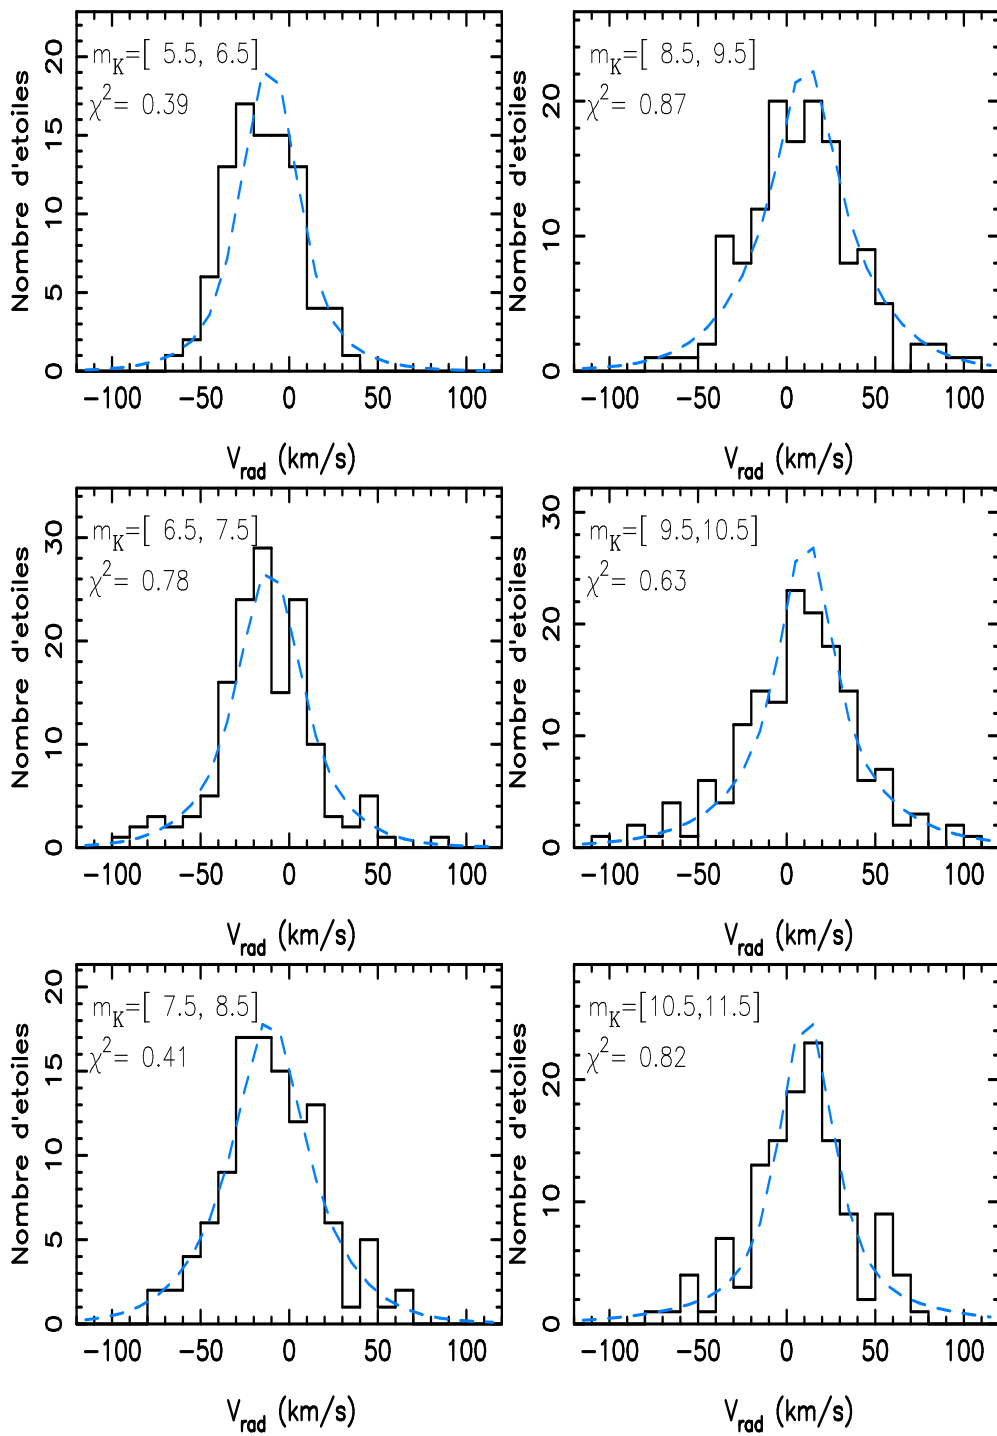 m_K=[ 5.5, 6.5]
χ²= 0.39
Nombre d'etoiles
0 5 10 15 20
−100 −50 0 50 100
V_rad (km/s)
m_K=[ 8.5, 9.5]
χ²= 0.87
Nombre d'etoiles
0 10 20
−100 −50 0 50 100
V_rad (km/s)
m_K=[ 6.5, 7.5]
χ²= 0.78
Nombre d'etoiles
0 10 20 30
−100 −50 0 50 100
V_rad (km/s)
m_K=[ 9.5,10.5]
χ²= 0.63
Nombre d'etoiles
0 10 20 30
−100 −50 0 50 100
V_rad (km/s)
m_K=[ 7.5, 8.5]
χ²= 0.41
Nombre d'etoiles
0 5 10 15 20
−100 −50 0 50 100
V_rad (km/s)
m_K=[10.5,11.5]
χ²= 0.82
Nombre d'etoiles
0 10 20
−100 −50 0 50 100
V_rad (km/s)